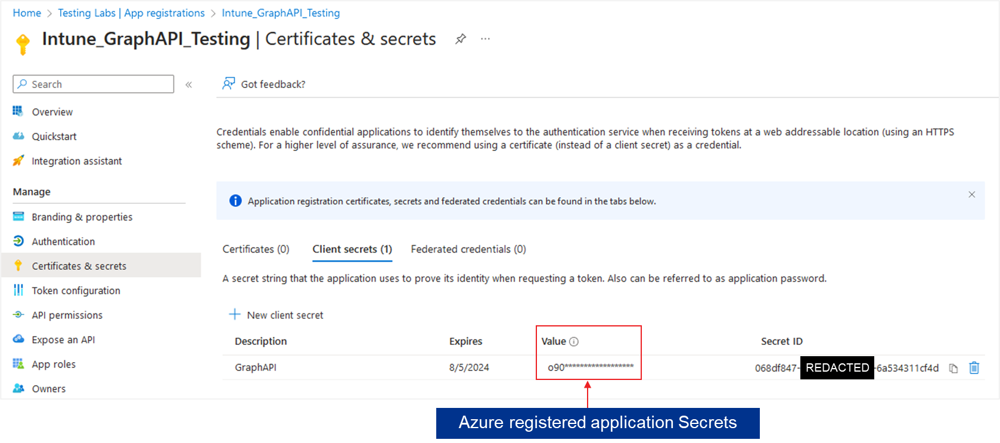 Home > Testing Labs | App registrations > Intune_GraphAPI_Testing
Intune_GraphAPI_Testing | Certificates & secrets
Search
Got feedback?
Overview
Quickstart
Integration assistant
Manage
Branding & properties
Authentication
Certificates & secrets
Token configuration
API permissions
Expose an API
App roles
Owners
Credentials enable confidential applications to identify themselves to the authentication service when receiving tokens at a web addressable location (using an HTTPS
scheme). For a higher level of assurance, we recommend using a certificate (instead of a client secret) as a credential.
Application registration certificates, secrets and federated credentials can be found in the tabs below.
Certificates (0) Client secrets (1) Federated credentials (0)
A secret string that the application uses to prove its identity when requesting a token. Also can be referred to as application password.
New client secret
Description Expires Value Secret ID
GraphAPI 8/5/2024 o90****************** 068df847- REDACTED -6a534311cf4d
Azure registered application Secrets